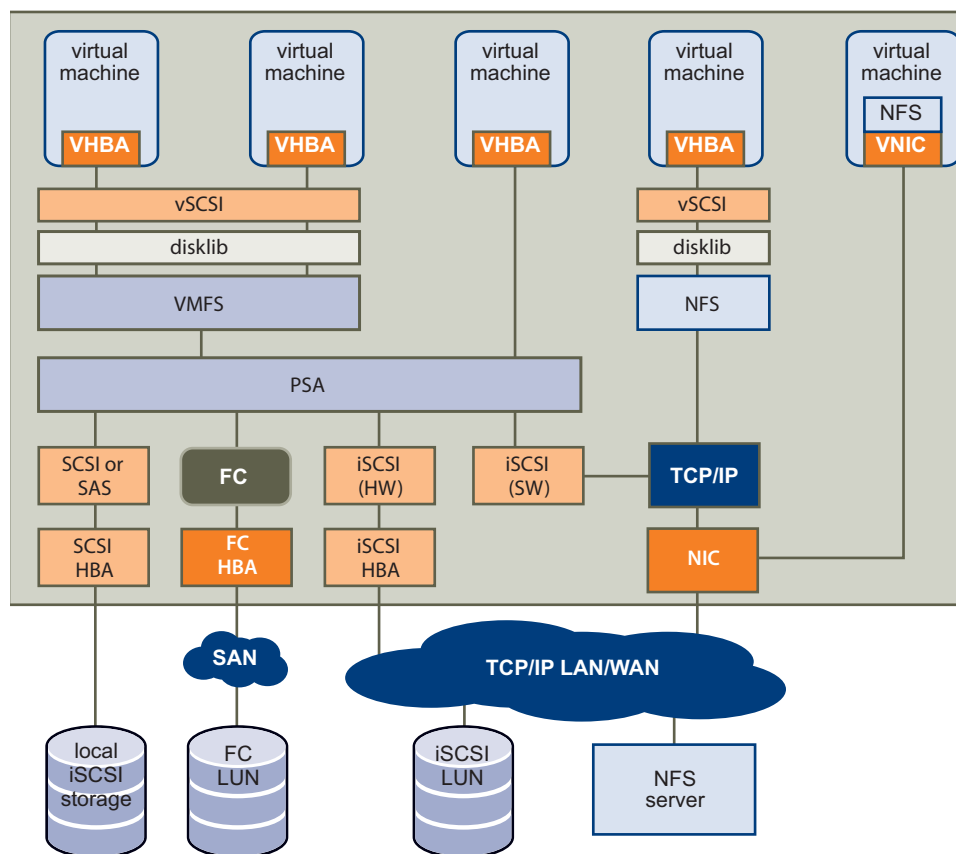 virtual
machine
virtual
machine
virtual
machine
virtual
machine
virtual
machine
NFS
VHBA
VHBA
VHBA
VHBA
VNIC
vSCSI
vSCSI
disklib
disklib
VMFS
NFS
PSA
SCSI or
SAS
FC
iSCSI
(HW)
iSCSI
(SW)
TCP/IP
SCSI
HBA
FC
HBA
iSCSI
HBA
NIC
SAN
TCP/IP LAN/WAN
local
iSCSI
storage
FC
LUN
iSCSI
LUN
NFS
server